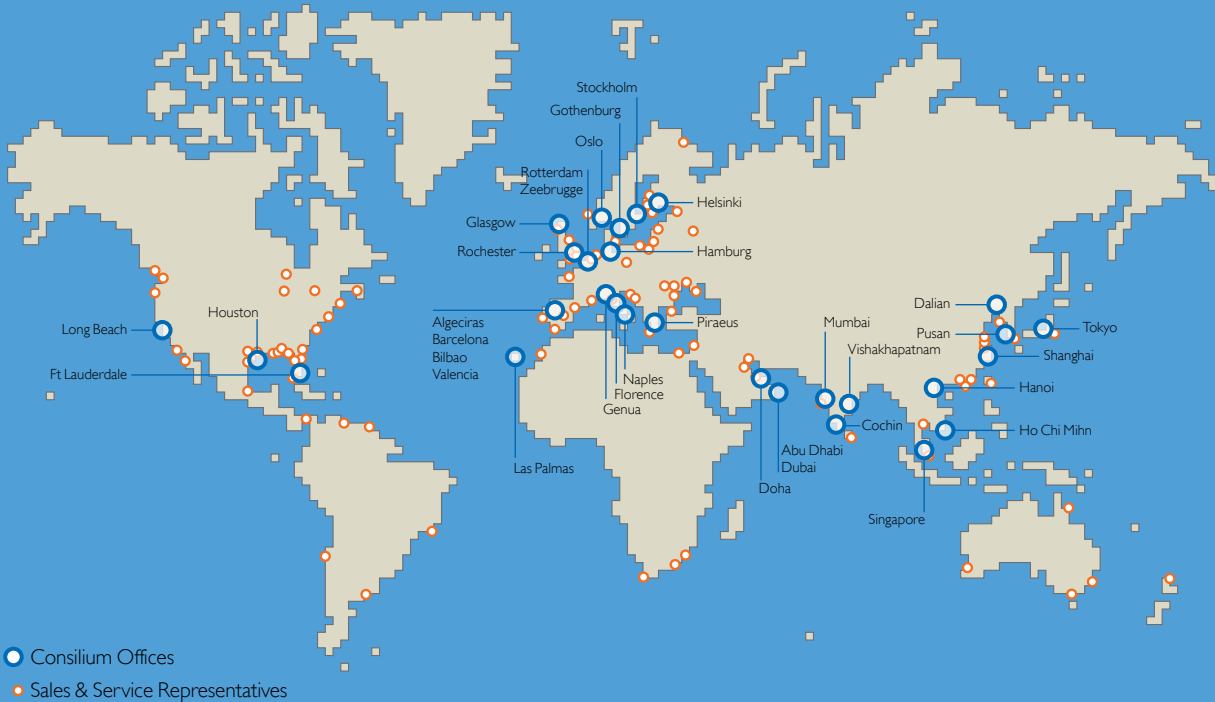 Stockholm
Gothenburg
Oslo
Rotterdam
Zeebrugge
Helsinki
Glasgow
Rochester
Hamburg
Houston
Long Beach
Ft Lauderdale
Algeciras
Barcelona
Bilbao
Valencia
Piraeus
Naples
Florence
Genua
Las Palmas
Mumbai
Vishakhapatnam
Cochin
Abu Dhabi
Dubai
Doha
Singapore
Dalian
Pusan
Tokyo
Shanghai
Hanoi
Ho Chi Mihn
Consilium Offices
Sales & Service Representatives